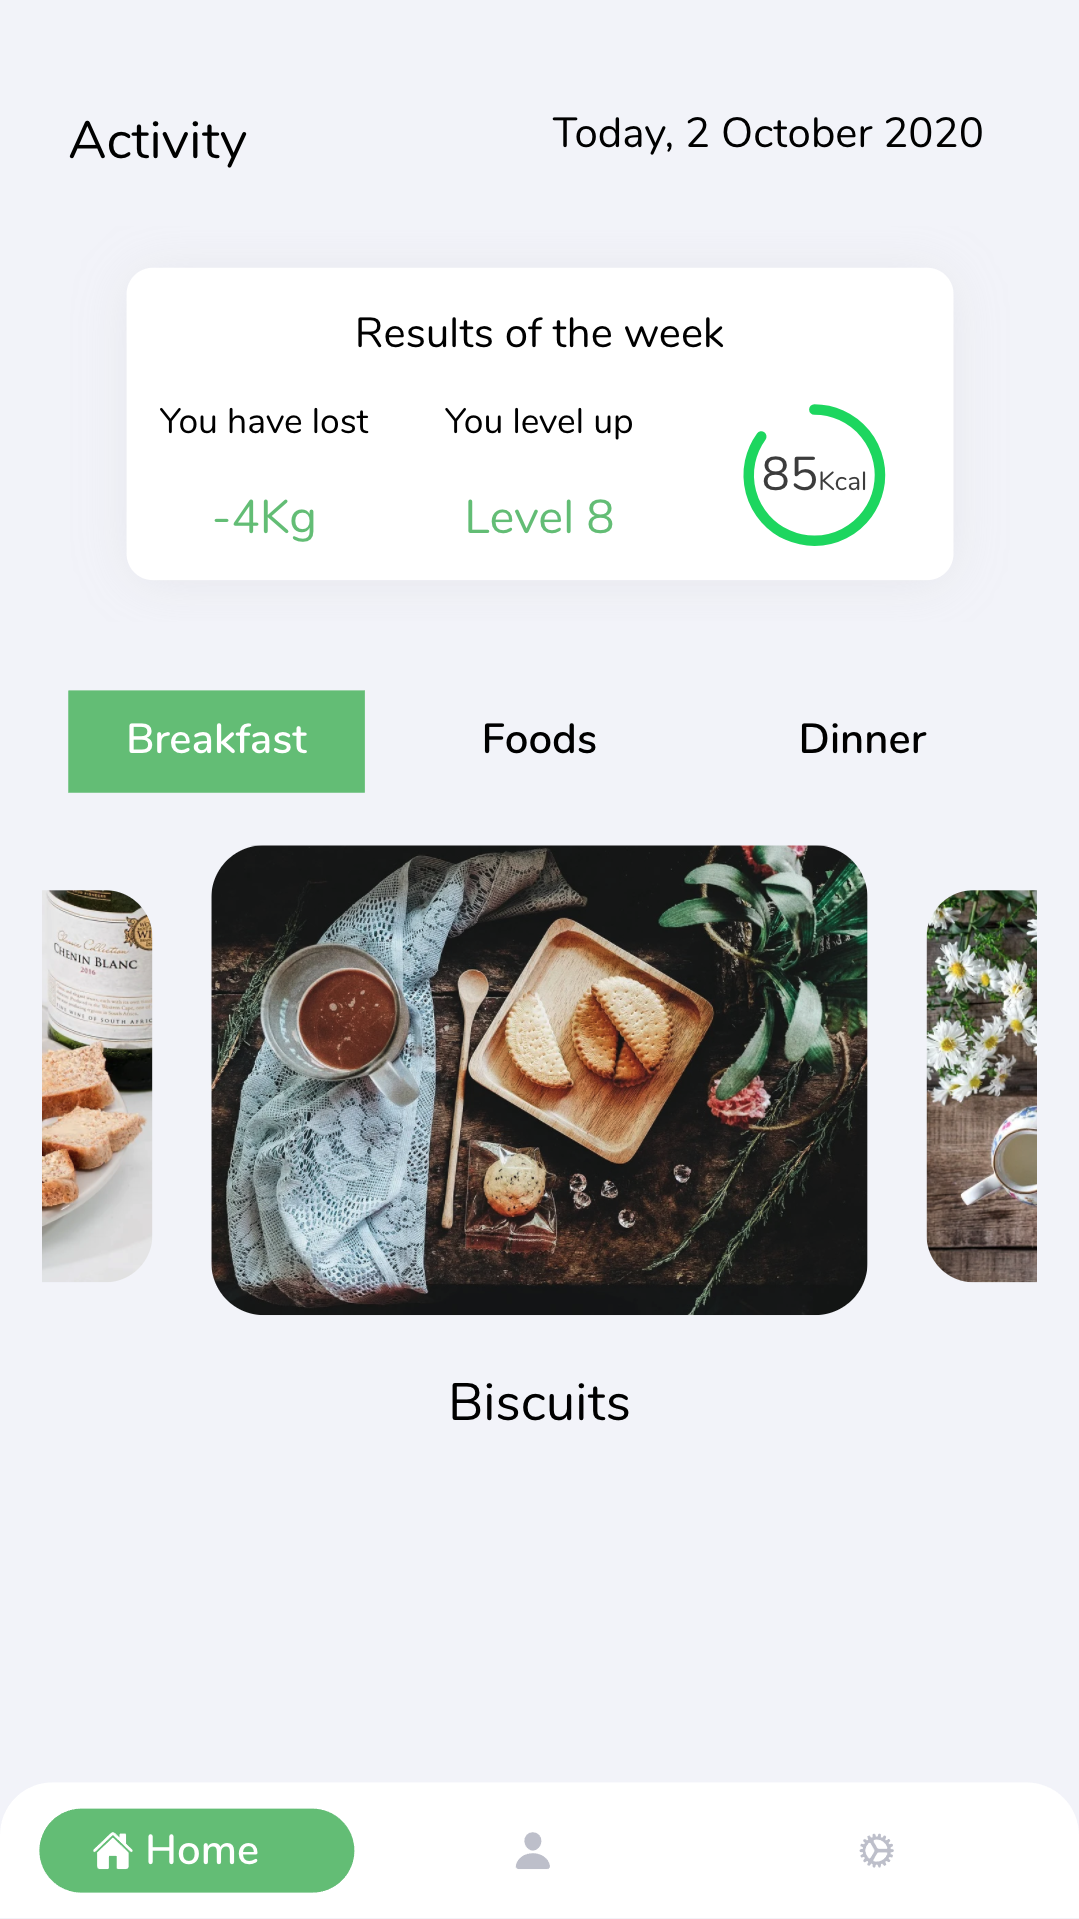 Activity
Today, 2 October 2020
Results of the week
You have lost
You level up
-4Kg
Level 8
85Kcal
Breakfast
Foods
Dinner
CHENIN BLANC
2016
Biscuits
Home